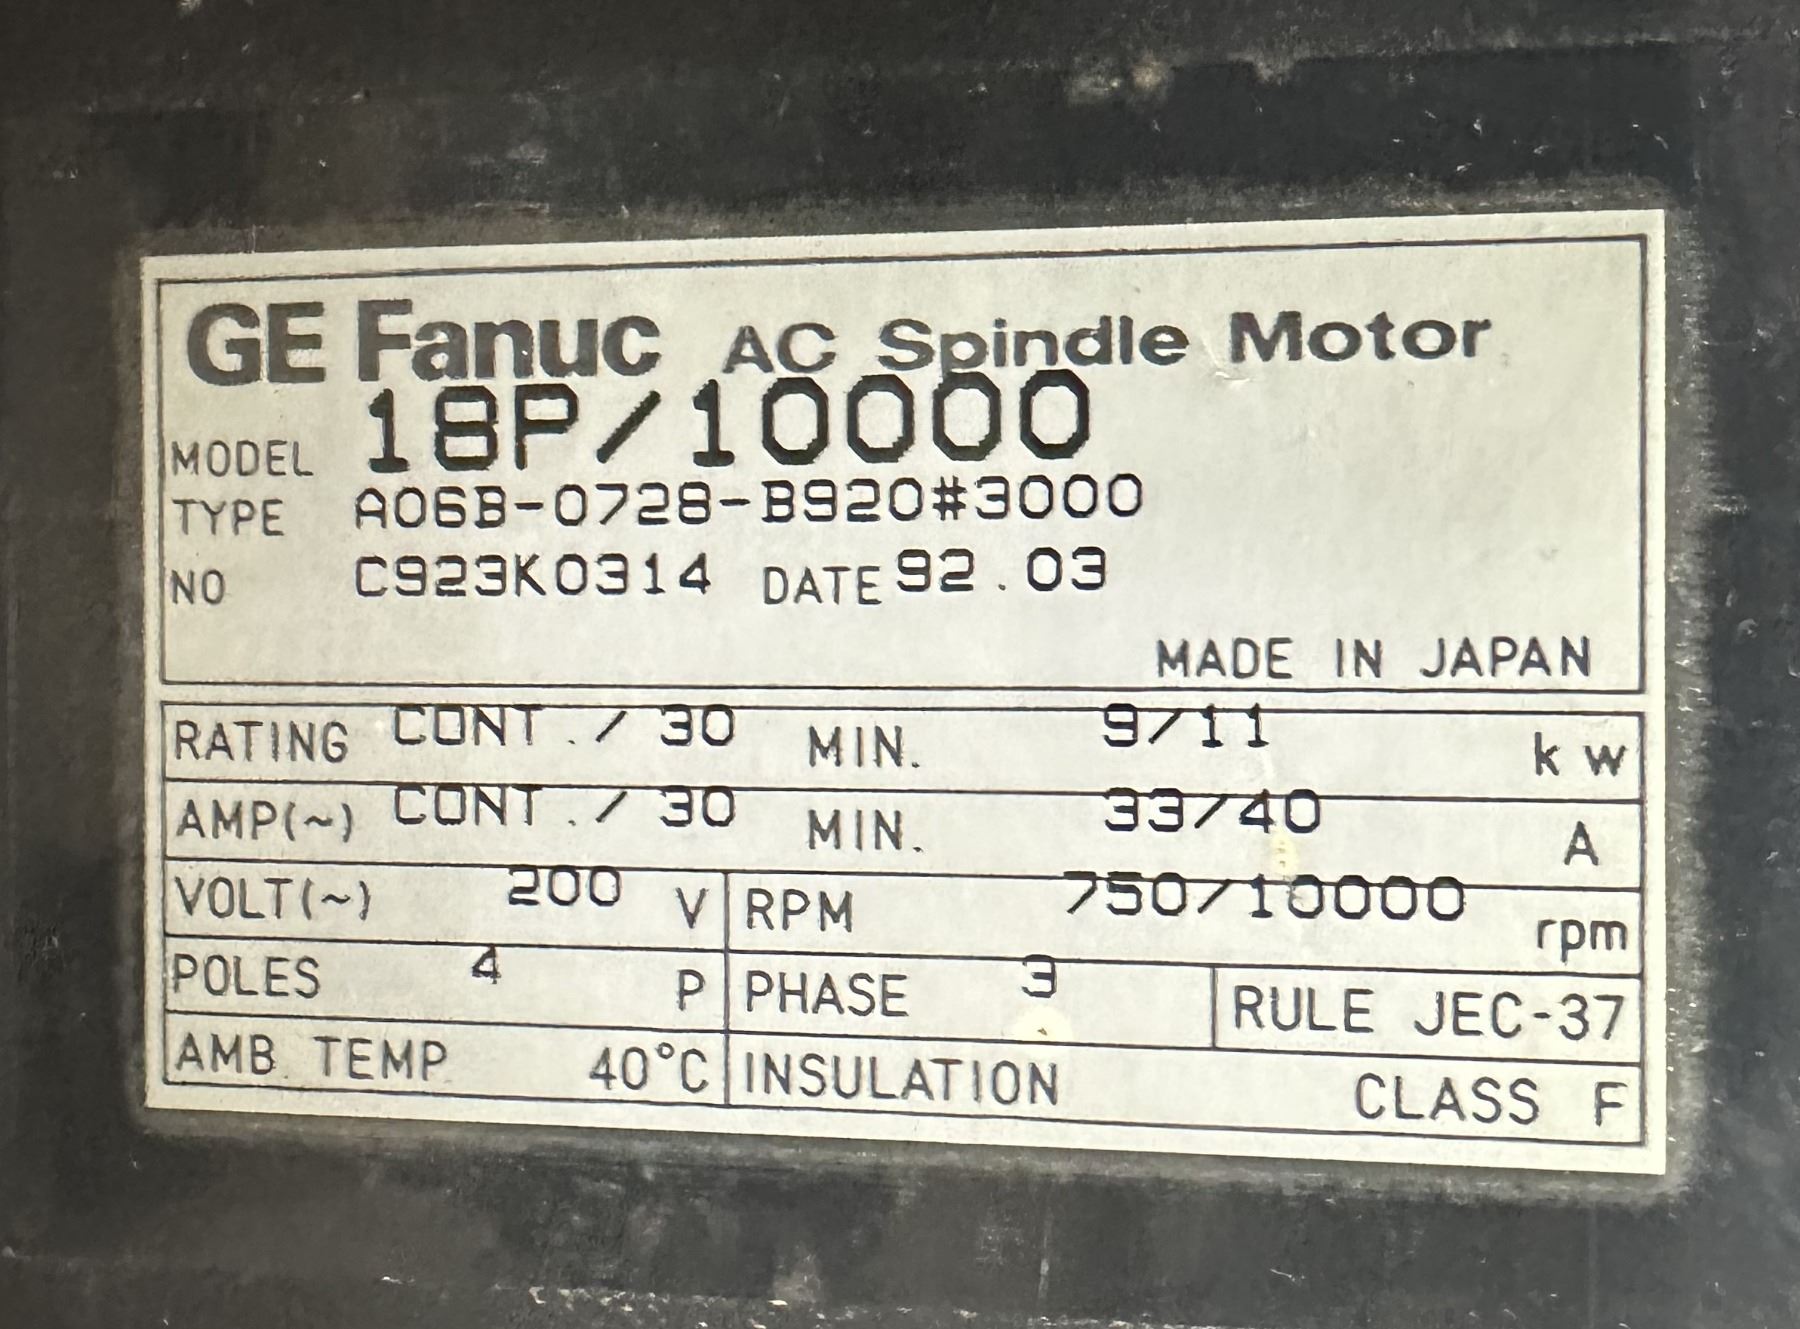 GE Fanuc AC Spindle Motor
MODEL 18P/10000
TYPE A06B-0728-B920#3000
NO C923K0314 DATE 92.03
MADE IN JAPAN
RATING CONT./30 MIN. 9/11 kw
AMP(~) CONT./30 MIN. 33/40 A
VOLT(~) 200 V RPM 750/10000 rpm
POLES 4 P PHASE 3 RULE JEC-37
AMB. TEMP. 40°C INSULATION CLASS F